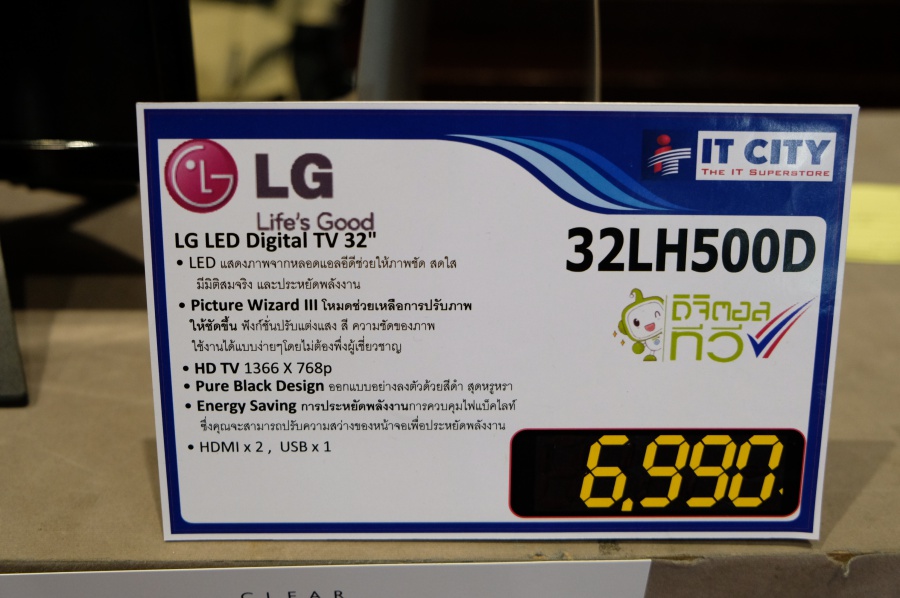 LG
Life's Good
IT CITY
THE IT SUPERSTORE
LG LED Digital TV 32"
32LH500D
• LED แสดงภาพจากหลอดแอลอีดีช่วยให้ภาพชัด สดใส
มีมิติสมจริง และประหยัดพลังงาน
• Picture Wizard III โหมดช่วยเหลือการปรับภาพ
ให้ชัดขึ้น ฟังก์ชั่นปรับแต่งแสง สี ความชัดของภาพ
ใช้งานได้แบบง่ายๆโดยไม่ต้องพึ่งผู้เชี่ยวชาญ
ดิจิตอล
ทีวี
• HD TV 1366 X 768p
• Pure Black Design ออกแบบอย่างลงตัวด้วยสีดำ สุดหรูหรา
• Energy Saving การประหยัดพลังงานการควบคุมไฟแบ็คไลท์
ซึ่งคุณจะสามารถปรับความสว่างของหน้าจอเพื่อประหยัดพลังงาน
• HDMI x 2 , USB x 1
6,990.-
CLEAR